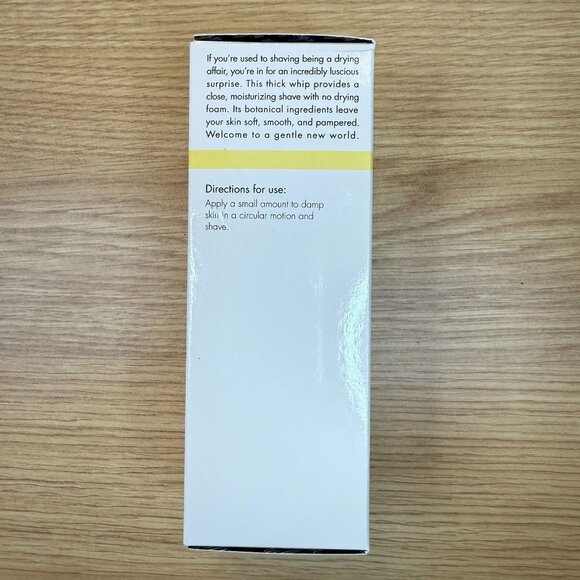 If you're used to shaving being a drying
affair, you're in for an incredibly luscious
surprise. This thick whip provides a
close, moisturizing shave with no drying
foam. Its botanical ingredients leave
your skin soft, smooth, and pampered.
Welcome to a gentle new world.
Directions for use:
Apply a small amount to damp
skin in a circular motion and
shave.